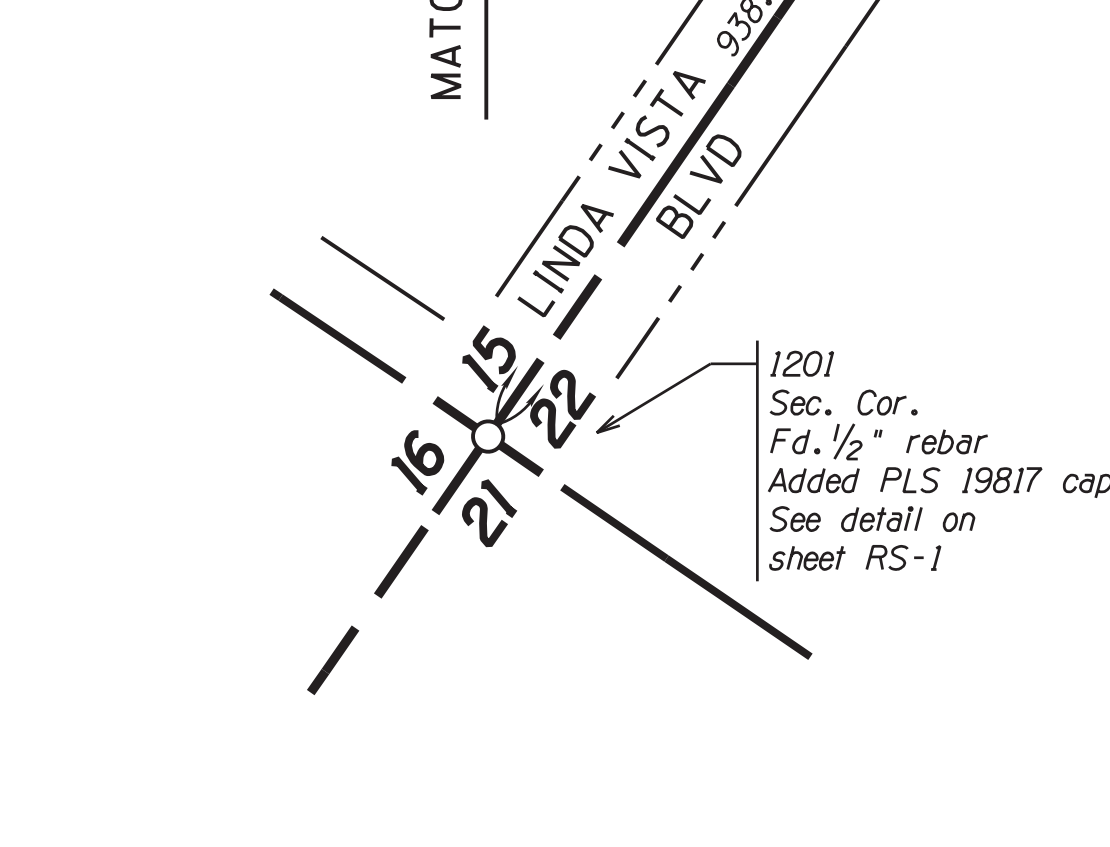 938.
LINDA VISTA
BLVD
15
22
16
21
1201
Sec. Cor.
Fd. 1/2" rebar
Added PLS 19817 cap
See detail on
sheet RS-1